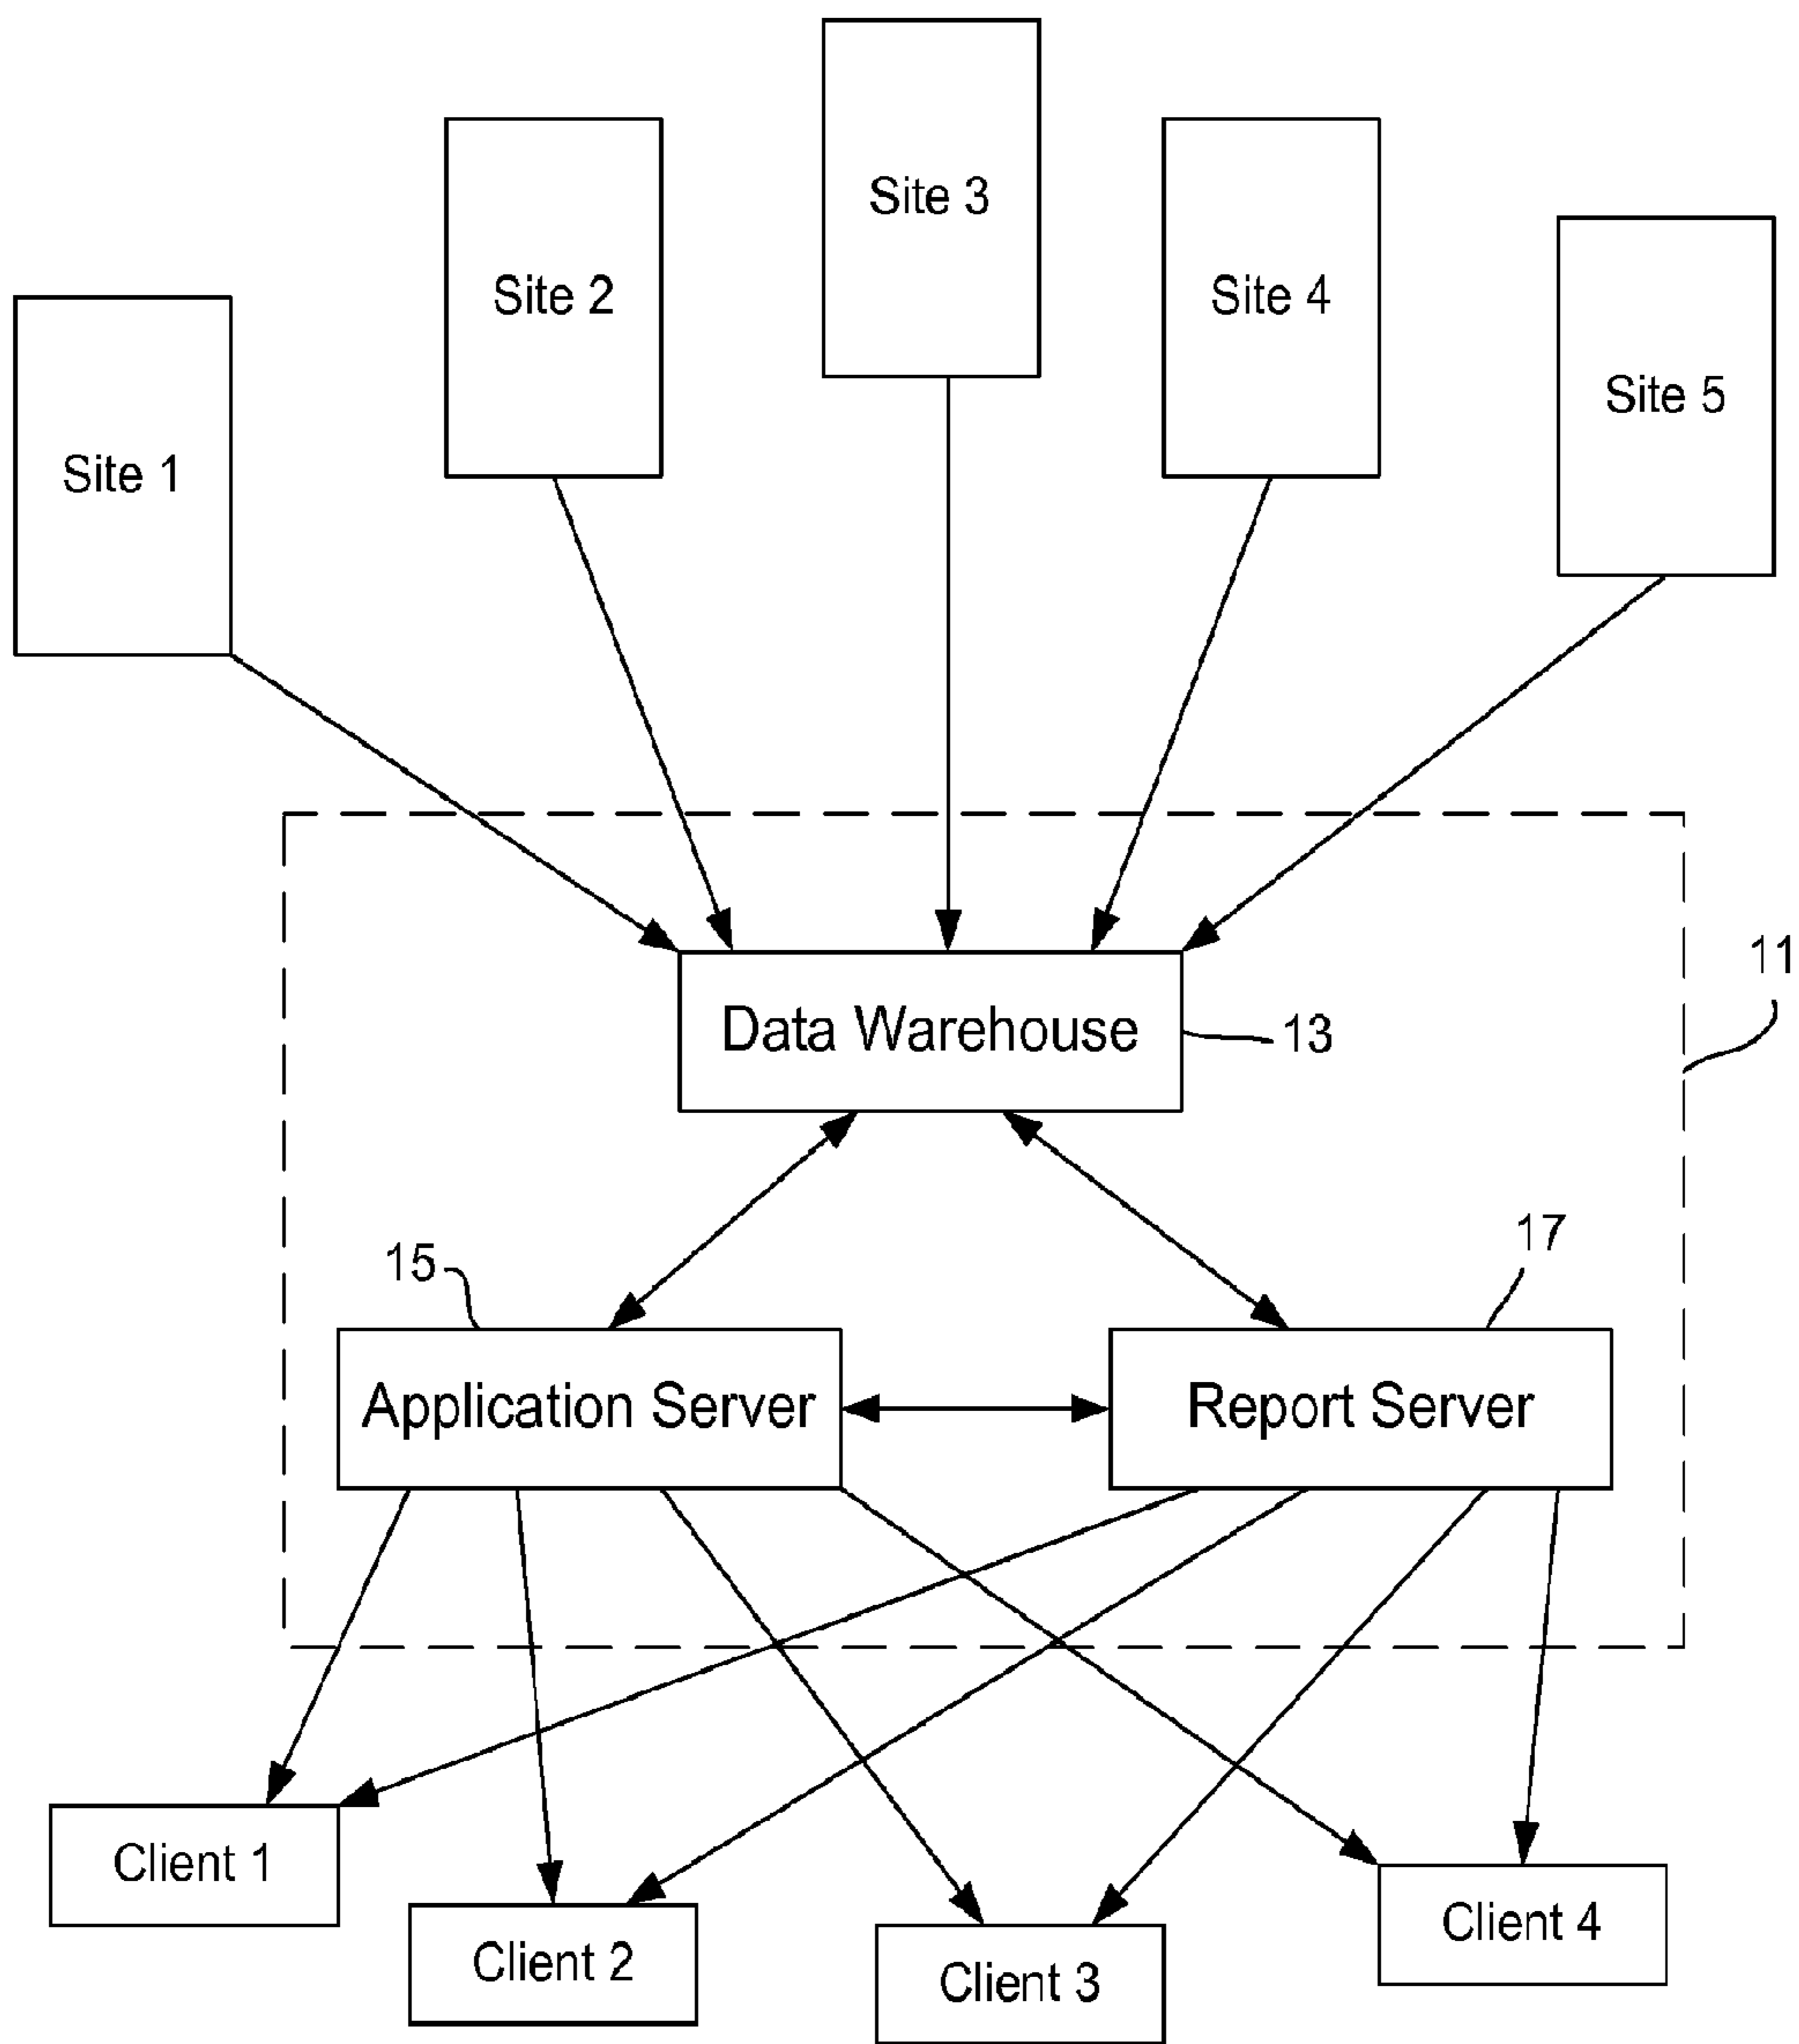 Site 3
Site 2
Site 4
Site 5
Site 1
11
Data Warehouse
13
15
17
Application Server
Report Server
Client 1
Client 4
Client 2
Client 3